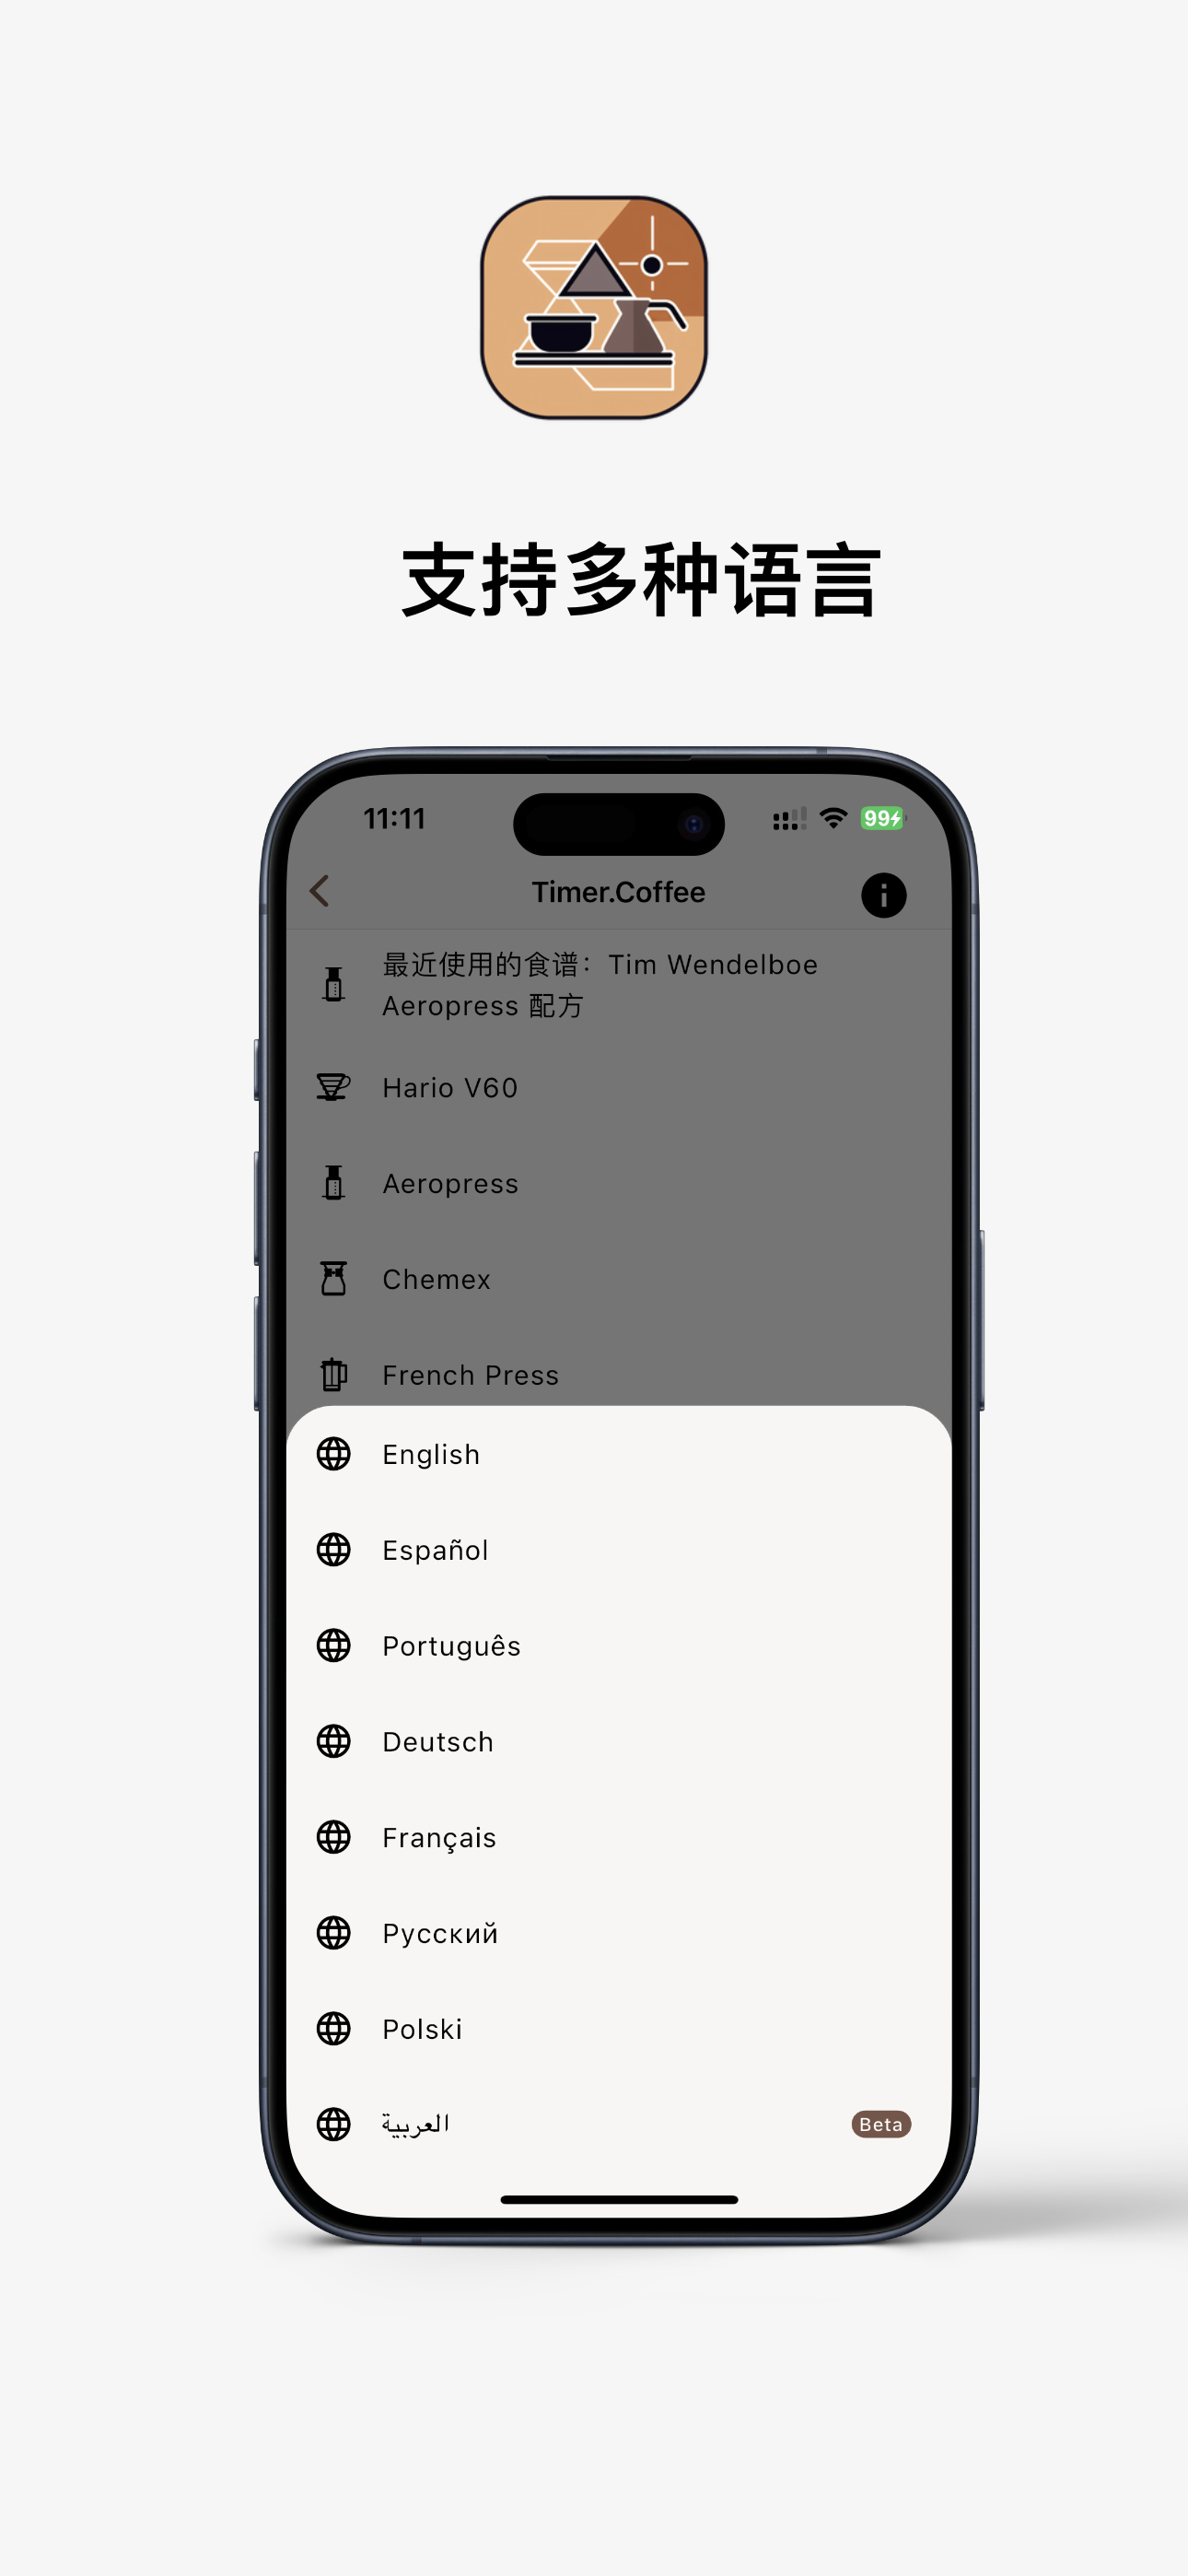 支持多种语言
11:11
99
Timer.Coffee
最近使用的食谱：Tim Wendelboe
Aeropress 配方
Hario V60
Aeropress
Chemex
French Press
English
Español
Português
Deutsch
Français
Русский
Polski
العربية
Beta